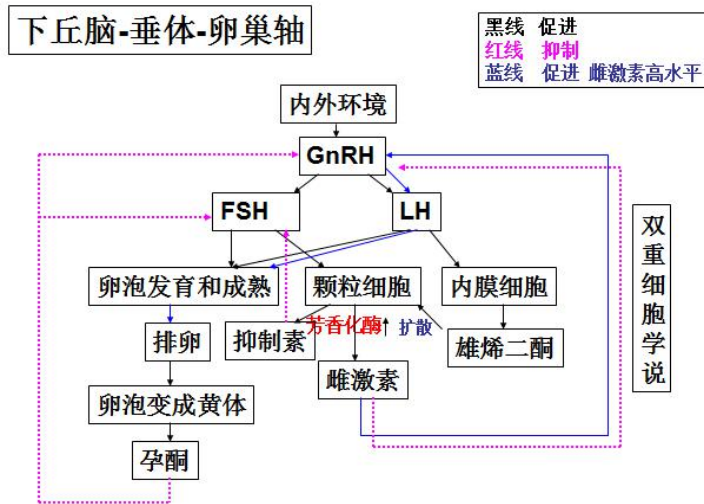 下丘脑-垂体-卵巢轴
黑线 促进
红线 抑制
蓝线 促进 雌激素高水平
内外环境
GnRH
FSH
LH
双重细胞学说
卵泡发育和成熟
颗粒细胞
内膜细胞
芳香化酶
扩散
排卵
抑制素
雄烯二酮
雌激素
卵泡变成黄体
孕酮